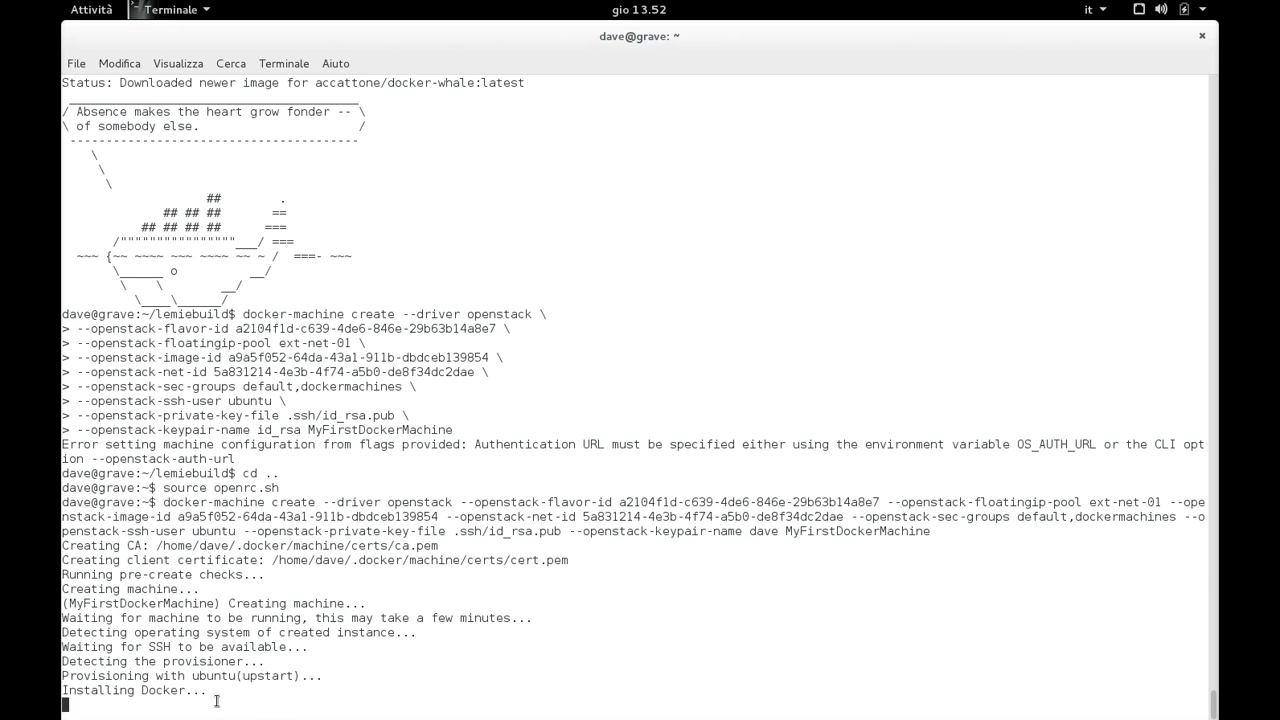 Attività Terminale gio 13.52 it
dave@grave: ~ ×
File Modifica Visualizza Cerca Terminale Aiuto
Status: Downloaded newer image for accattone/docker-whale:latest
 _______________________________________
/ Absence makes the heart grow fonder -- \
\ of somebody else.                      /
 ----------------------------------------
    \
     \
      \
                    ##         .
              ## ## ##        ==
           ## ## ## ##       ===
       /""""""""""""""""___/ ===
  ~~~ {~~ ~~~~ ~~~ ~~~~ ~~ ~ /  ===- ~~~
       \______ o           __/
        \    \        __/
          \____\______/
dave@grave:~/lemiebuild$ docker-machine create --driver openstack \
> --openstack-flavor-id a2104f1d-c639-4de6-846e-29b63b14a8e7 \
> --openstack-floatingip-pool ext-net-01 \
> --openstack-image-id a9a5f052-64da-43a1-911b-dbdceb139854 \
> --openstack-net-id 5a831214-4e3b-4f74-a5b0-de8f34dc2dae \
> --openstack-sec-groups default,dockermachines \
> --openstack-ssh-user ubuntu \
> --openstack-private-key-file .ssh/id_rsa.pub \
> --openstack-keypair-name id_rsa MyFirstDockerMachine
Error setting machine configuration from flags provided: Authentication URL must be specified either using the environment variable OS_AUTH_URL or the CLI opt
ion --openstack-auth-url
dave@grave:~/lemiebuild$ cd ..
dave@grave:~$ source openrc.sh
dave@grave:~$ docker-machine create --driver openstack --openstack-flavor-id a2104f1d-c639-4de6-846e-29b63b14a8e7 --openstack-floatingip-pool ext-net-01 --ope
nstack-image-id a9a5f052-64da-43a1-911b-dbdceb139854 --openstack-net-id 5a831214-4e3b-4f74-a5b0-de8f34dc2dae --openstack-sec-groups default,dockermachines --o
penstack-ssh-user ubuntu --openstack-private-key-file .ssh/id_rsa.pub --openstack-keypair-name dave MyFirstDockerMachine
Creating CA: /home/dave/.docker/machine/certs/ca.pem
Creating client certificate: /home/dave/.docker/machine/certs/cert.pem
Running pre-create checks...
Creating machine...
(MyFirstDockerMachine) Creating machine...
Waiting for machine to be running, this may take a few minutes...
Detecting operating system of created instance...
Waiting for SSH to be available...
Detecting the provisioner...
Provisioning with ubuntu(upstart)...
Installing Docker...